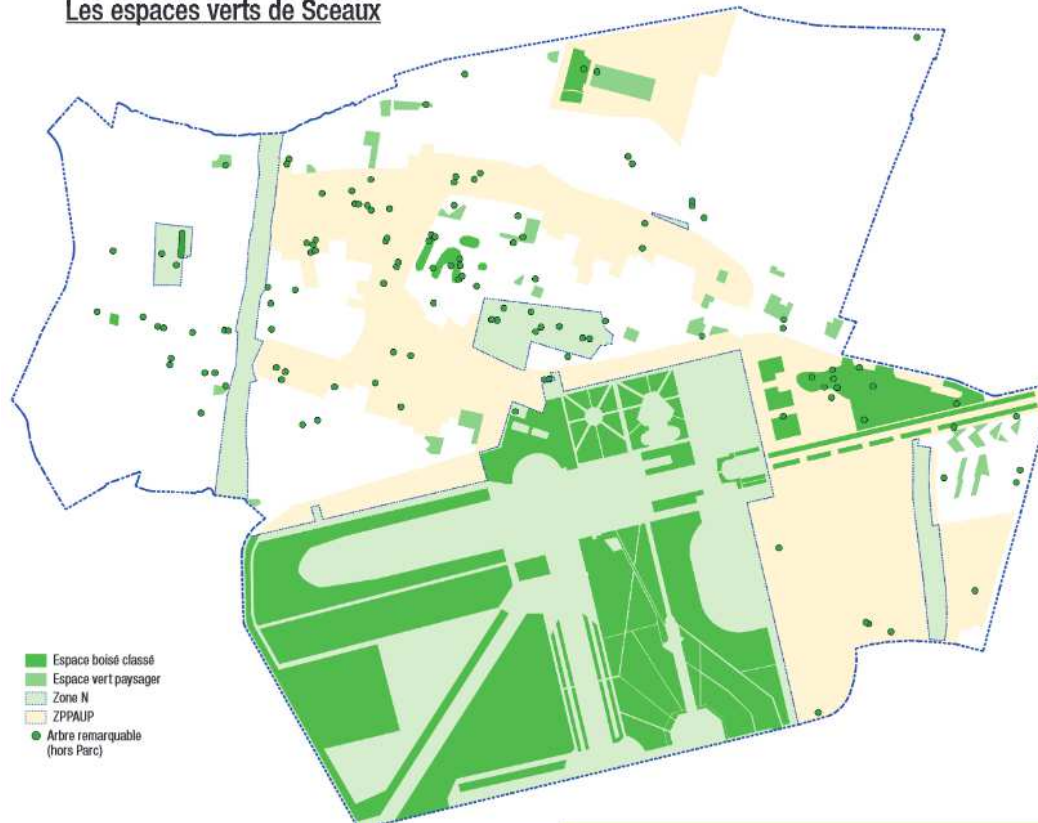 Les espaces verts de Sceaux
Espace boisé classé
Espace vert paysager
Zone N
ZPPAUP
Arbre remarquable
(hors Parc)